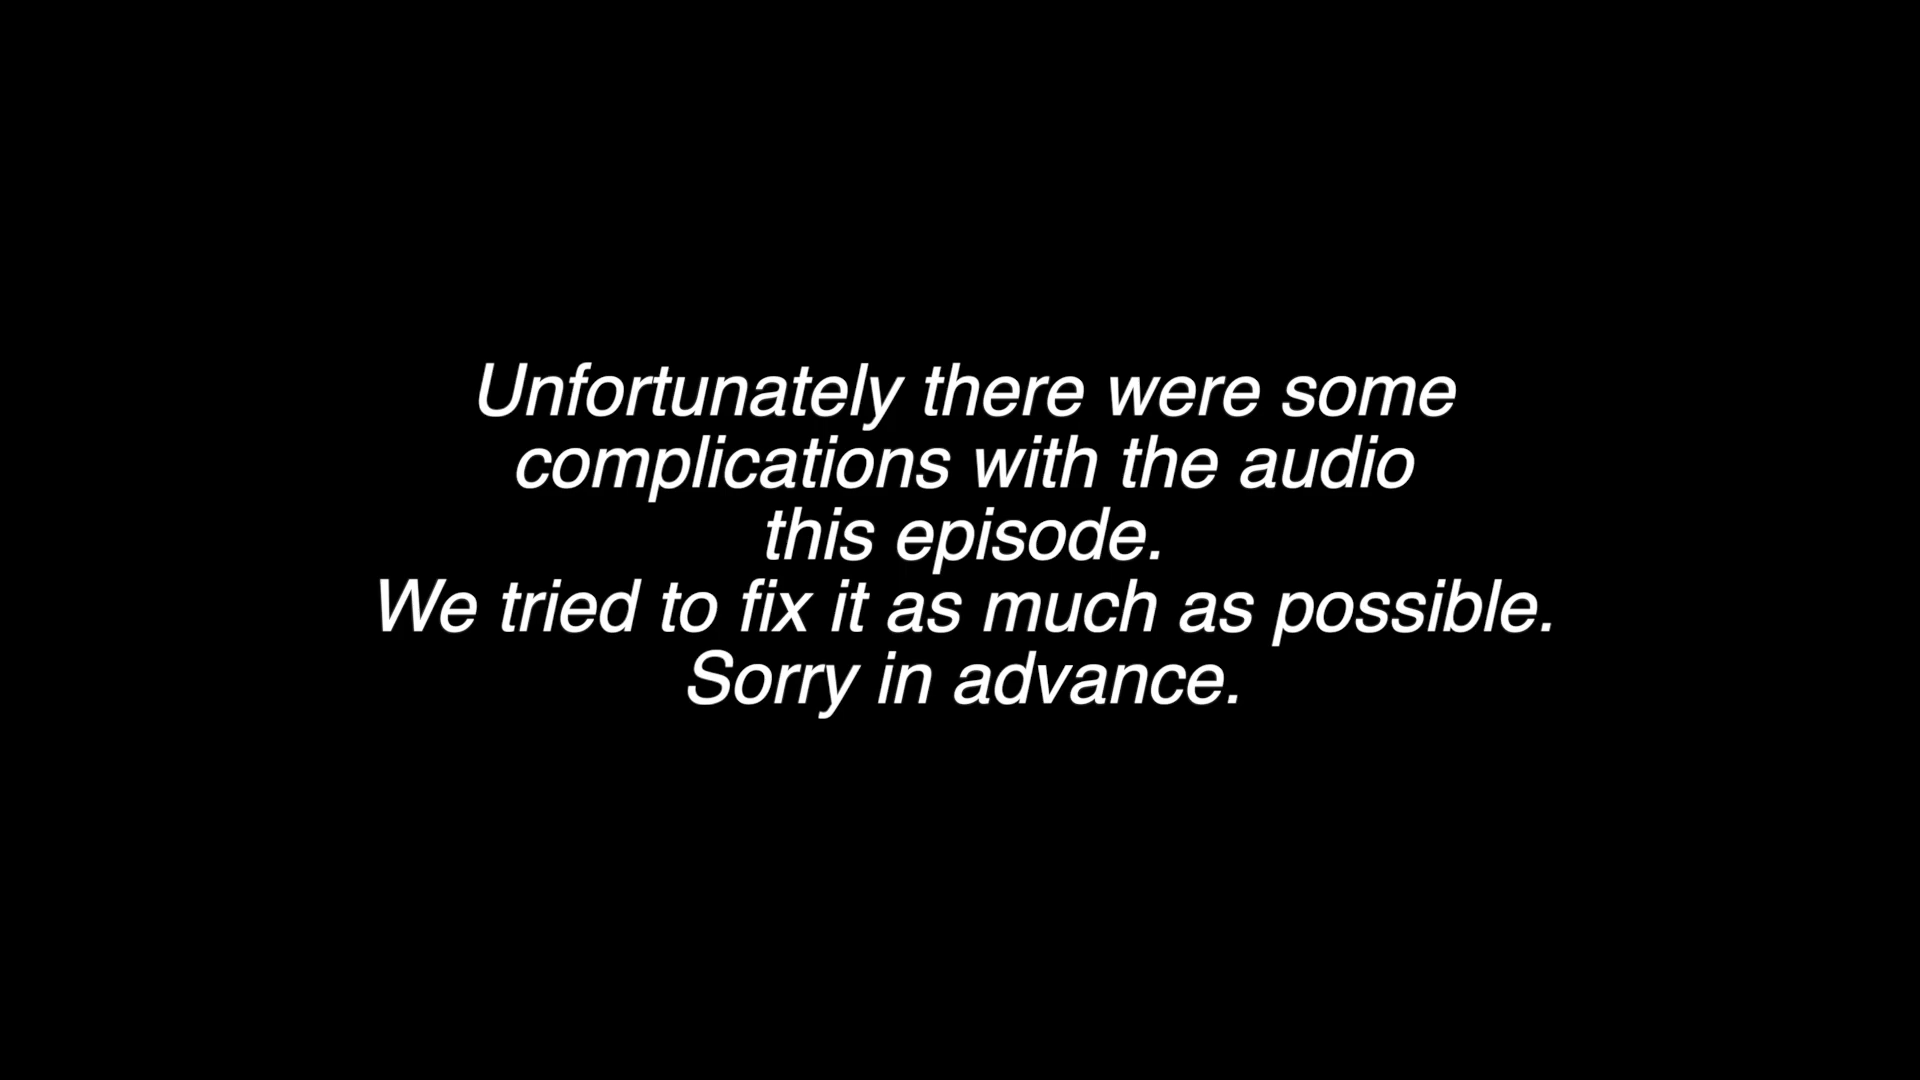 Unfortunately there were some
complications with the audio
this episode.
We tried to fix it as much as possible.
Sorry in advance.